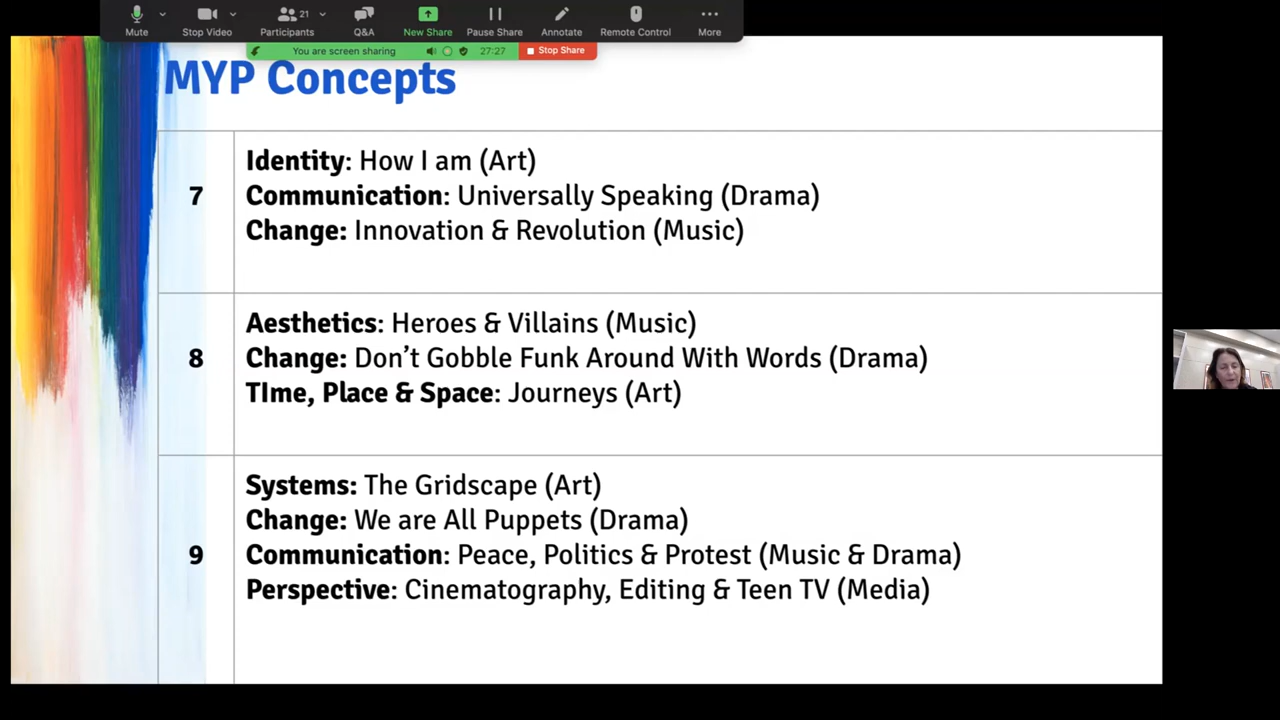 Mute
Stop Video
Participants
21
Q&A
New Share
Pause Share
Annotate
Remote Control
More
You are screen sharing
27:27
Stop Share
MYP Concepts
7
Identity: How I am (Art)
Communication: Universally Speaking (Drama)
Change: Innovation & Revolution (Music)
8
Aesthetics: Heroes & Villains (Music)
Change: Don’t Gobble Funk Around With Words (Drama)
TIme, Place & Space: Journeys (Art)
9
Systems: The Gridscape (Art)
Change: We are All Puppets (Drama)
Communication: Peace, Politics & Protest (Music & Drama)
Perspective: Cinematography, Editing & Teen TV (Media)